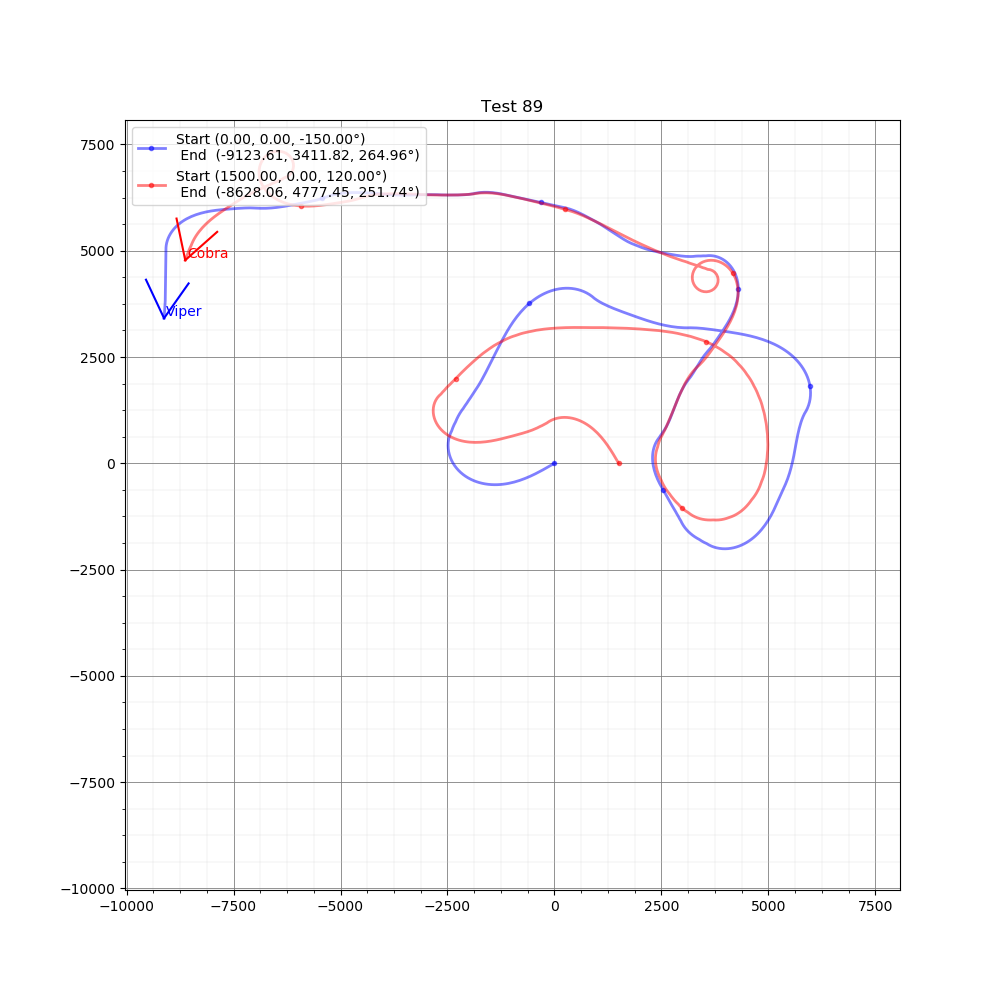 Test 89
Start (0.00, 0.00, -150.00°)
End  (-9123.61, 3411.82, 264.96°)
Start (1500.00, 0.00, 120.00°)
End  (-8628.06, 4777.45, 251.74°)
7500
5000
2500
0
−2500
−5000
−7500
−10000
Cobra
Viper
−10000 −7500 −5000 −2500 0 2500 5000 7500